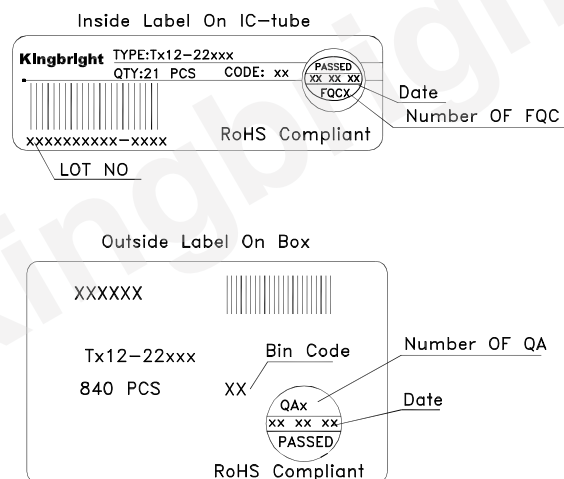 Inside Label On IC-tube
Kingbright TYPE:Tx12-22xxx
QTY:21 PCS CODE: xx
PASSED
xx xx xx
FQCX
Date
Number OF FQC
RoHS Compliant
xxxxxxxxxx-xxxx
LOT NO
Outside Label On Box
XXXXXX
Tx12-22xxx
Bin Code
Number OF QA
840 PCS
XX
QAx
Date
xx xx xx
PASSED
RoHS Compliant
Kingbright